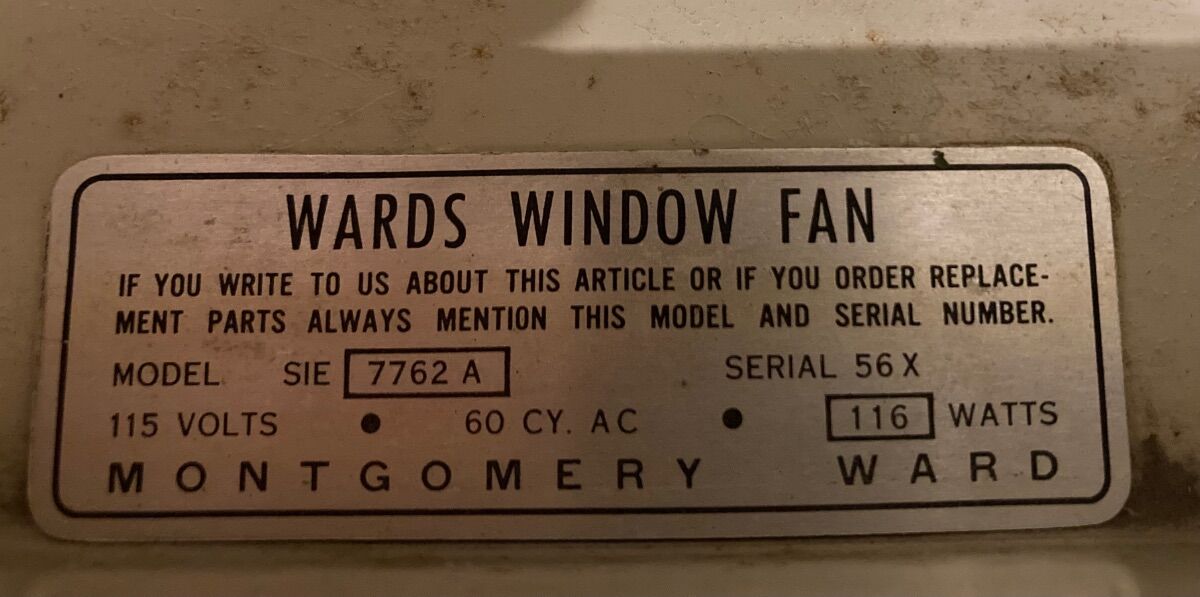 WARDS WINDOW FAN
IF YOU WRITE TO US ABOUT THIS ARTICLE OR IF YOU ORDER REPLACE-
MENT PARTS ALWAYS MENTION THIS MODEL AND SERIAL NUMBER.
MODEL SIE 7762 A SERIAL 56 X
115 VOLTS ● 60 CY. AC ● 116 WATTS
MONTGOMERY WARD